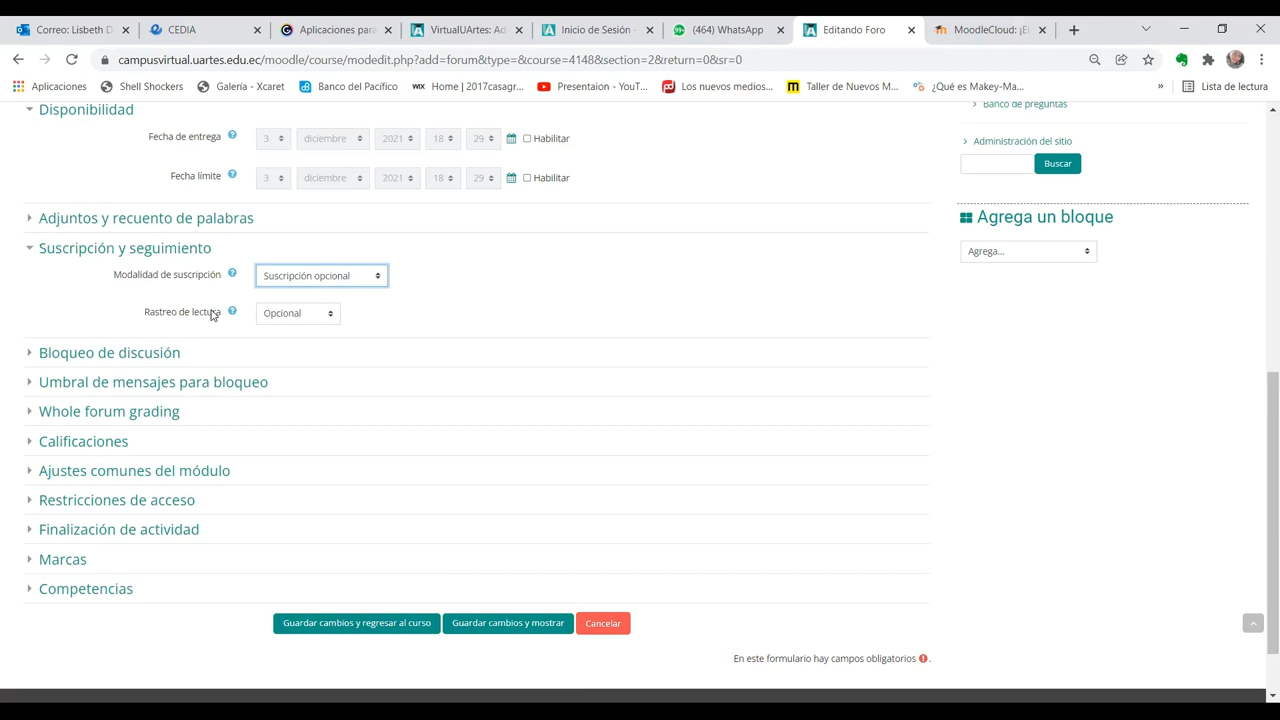 Correo: Lisbeth D
CEDIA
Aplicaciones para
VirtualUArtes: Ad
Inicio de Sesión -
(464) WhatsApp
Editando Foro
MoodleCloud: ¡El
campusvirtual.uartes.edu.ec/moodle/course/modedit.php?add=forum&type=&course=4148&section=2&return=0&sr=0
Aplicaciones
Shell Shockers
Galería - Xcaret
Banco del Pacífico
WIX Home | 2017casagr...
Presentaion - YouT...
Los nuevos medios...
Taller de Nuevos M...
¿Qué es Makey-Ma...
»
Lista de lectura
Disponibilidad
Fecha de entrega ? 3 diciembre 2021 18 29 Habilitar
Fecha límite ? 3 diciembre 2021 18 29 Habilitar
Adjuntos y recuento de palabras
Suscripción y seguimiento
Modalidad de suscripción ? Suscripción opcional
Rastreo de lectura ? Opcional
Bloqueo de discusión
Umbral de mensajes para bloqueo
Whole forum grading
Calificaciones
Ajustes comunes del módulo
Restricciones de acceso
Finalización de actividad
Marcas
Competencias
Guardar cambios y regresar al curso
Guardar cambios y mostrar
Cancelar
En este formulario hay campos obligatorios !.
Banco de preguntas
Administración del sitio
Buscar
Agrega un bloque
Agrega...